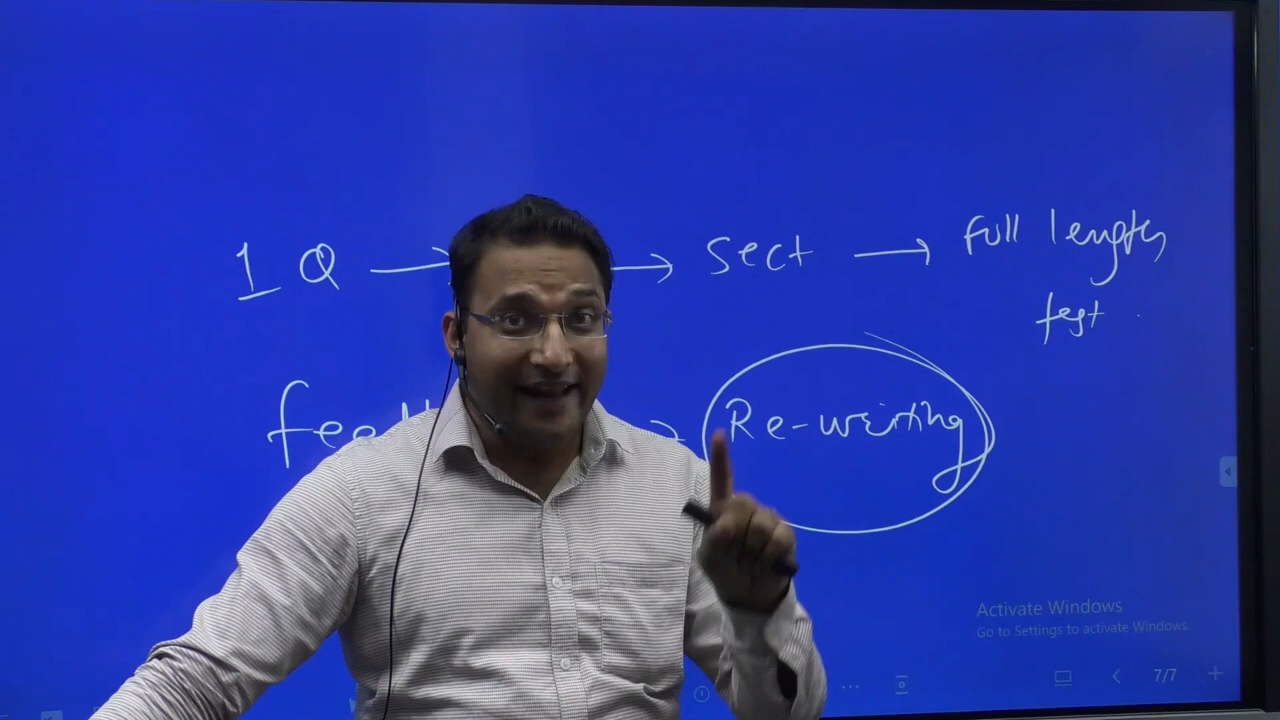 1 Q → → Sect → Full length
test
Re-writing
Activate Windows
Go to Settings to activate Windows.
7/7